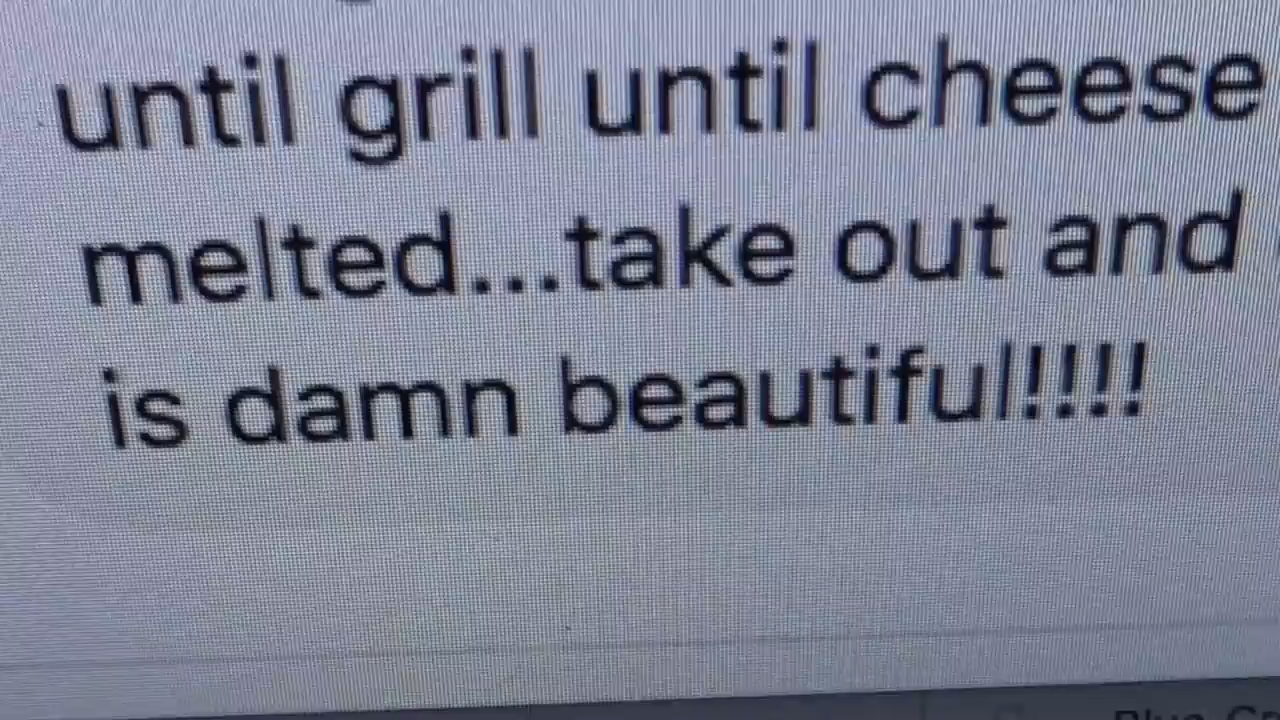 until grill until cheese
melted...take out and
is damn beautiful!!!!